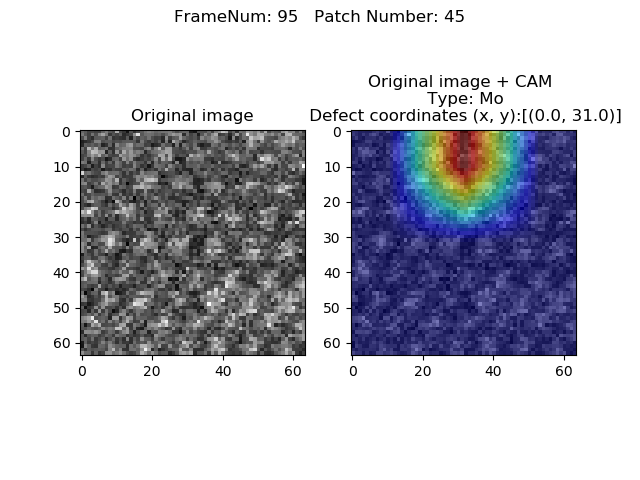 FrameNum: 95   Patch Number: 45
Original image
Original image + CAM
Type: Mo
Defect coordinates (x, y):[(0.0, 31.0)]
0
10
20
30
40
50
60
0 20 40 60
0
10
20
30
40
50
60
0 20 40 60